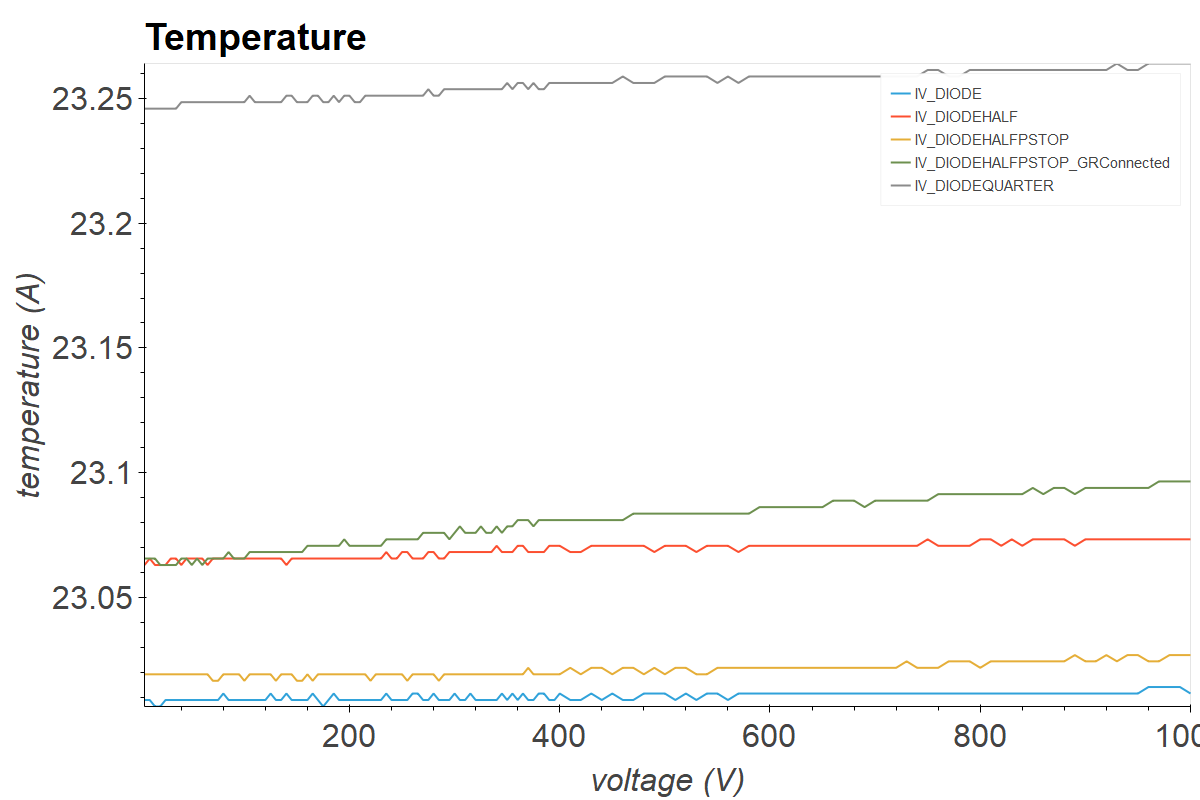 Temperature
23.25
23.2
23.15
23.1
23.05
temperature (A)
IV_DIODE
IV_DIODEHALF
IV_DIODEHALFPSTOP
IV_DIODEHALFPSTOP_GRConnected
IV_DIODEQUARTER
200
400
600
800
100
voltage (V)